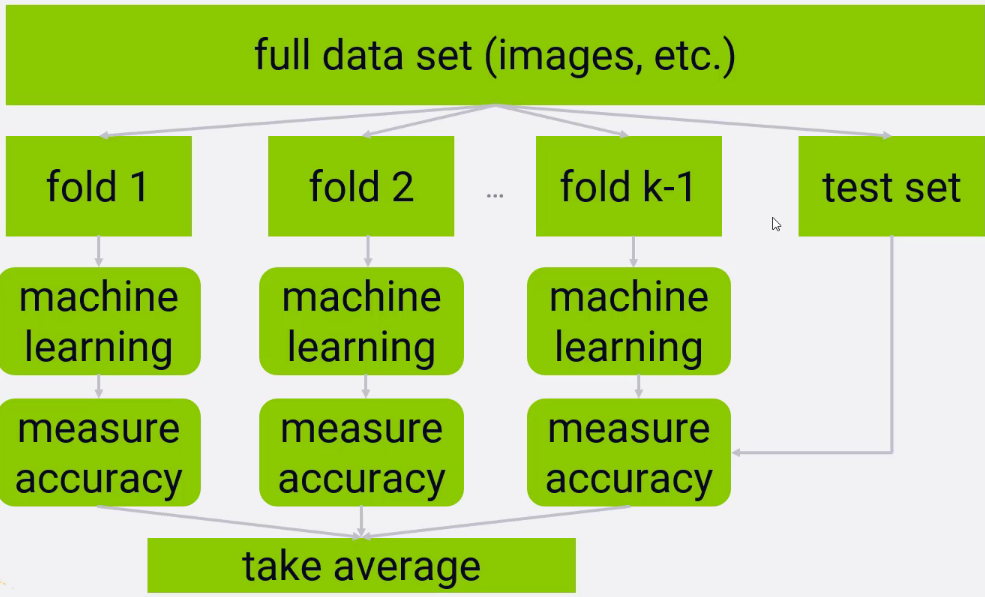 full data set (images, etc.)
fold 1
fold 2
...
fold k-1
test set
machine
learning
machine
learning
machine
learning
measure
accuracy
measure
accuracy
measure
accuracy
take average